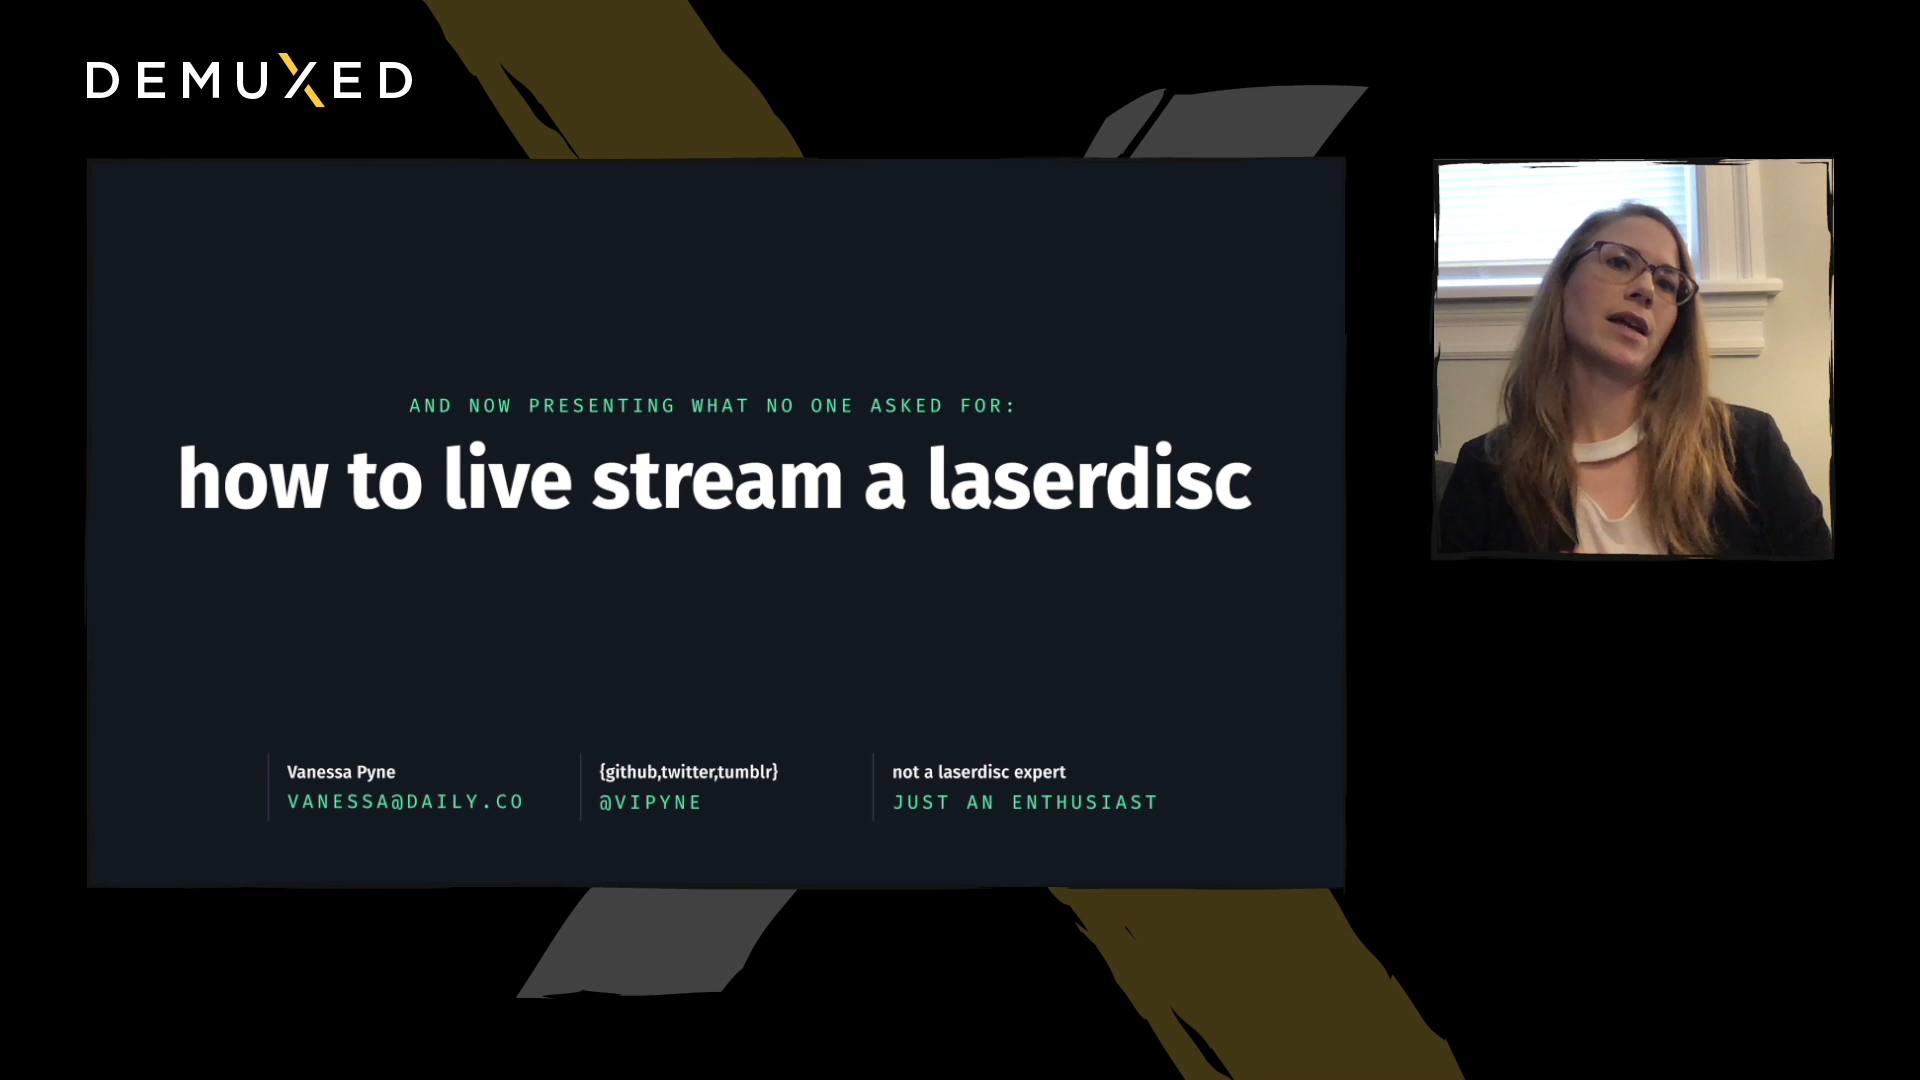 DEMUXED
AND NOW PRESENTING WHAT NO ONE ASKED FOR:
how to live stream a laserdisc
Vanessa Pyne
VANESSA@DAILY.CO
{github,twitter,tumblr}
@VIPYNE
not a laserdisc expert
JUST AN ENTHUSIAST